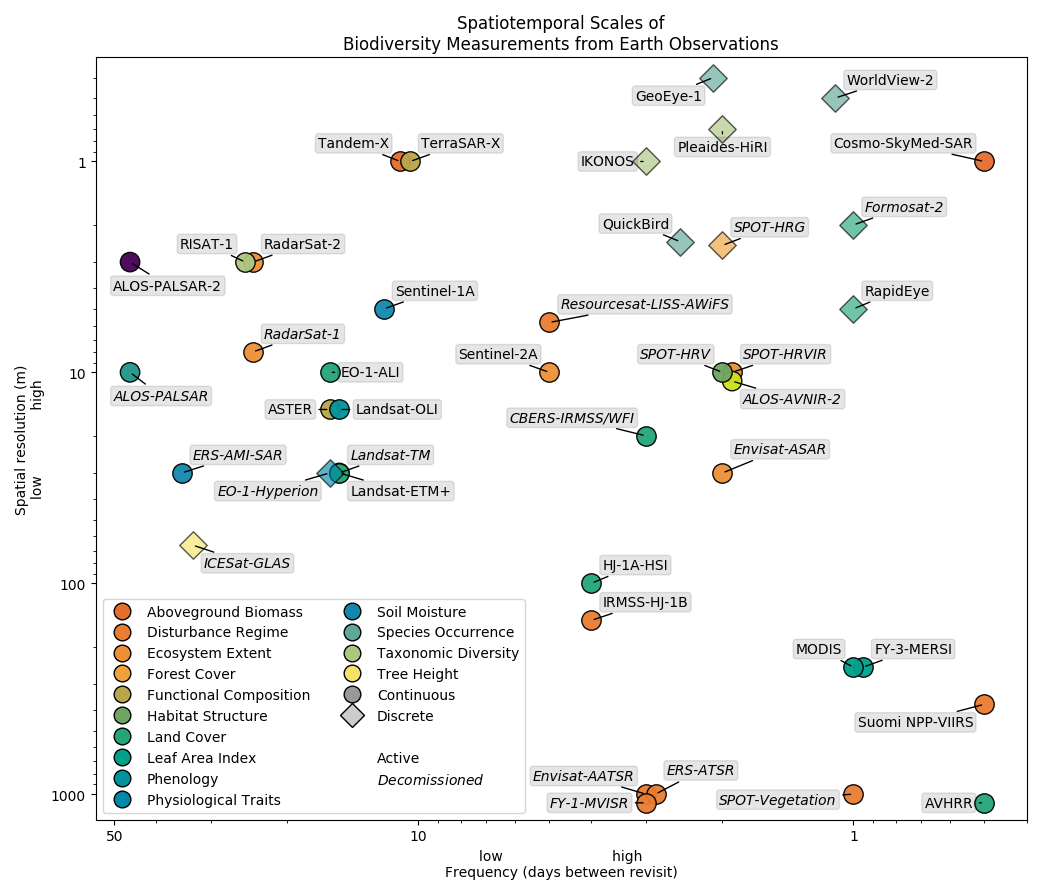 Spatiotemporal Scales of
Biodiversity Measurements from Earth Observations
GeoEye-1
WorldView-2
Tandem-X
TerraSAR-X
Pleaides-HiRI
Cosmo-SkyMed-SAR
IKONOS
1
Formosat-2
QuickBird
SPOT-HRG
RISAT-1
RadarSat-2
ALOS-PALSAR-2
Sentinel-1A
RapidEye
Resourcesat-LISS-AWiFS
RadarSat-1
Sentinel-2A
SPOT-HRV
SPOT-HRVIR
10
EO-1-ALI
ALOS-PALSAR
ALOS-AVNIR-2
ASTER
Landsat-OLI
CBERS-IRMSS/WFI
ERS-AMI-SAR
Landsat-TM
Envisat-ASAR
EO-1-Hyperion
Landsat-ETM+
ICESat-GLAS
HJ-1A-HSI
100
IRMSS-HJ-1B
MODIS
FY-3-MERSI
Suomi NPP-VIIRS
Envisat-AATSR
ERS-ATSR
1000
FY-1-MVISR
SPOT-Vegetation
AVHRR
Spatial resolution (m)
low high
Aboveground Biomass
Disturbance Regime
Ecosystem Extent
Forest Cover
Functional Composition
Habitat Structure
Land Cover
Leaf Area Index
Phenology
Physiological Traits
Soil Moisture
Species Occurrence
Taxonomic Diversity
Tree Height
Continuous
Discrete
Active
Decomissioned
50
10
1
low high
Frequency (days between revisit)